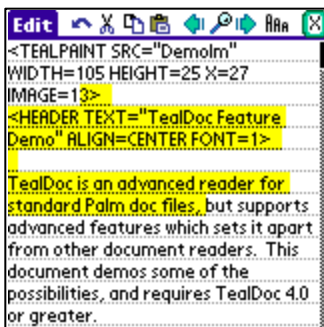 Edit AAA
<TEALPAINT SRC="DemoIm"
WIDTH=105 HEIGHT=25 X=27
IMAGE=13>
<HEADER TEXT="TealDoc Feature
Demo" ALIGN=CENTER FONT=1>
TealDoc is an advanced reader for
standard Palm doc files, but supports
advanced features which sets it apart
from other document readers. This
document demos some of the
possibilities, and requires TealDoc 4.0
or greater.